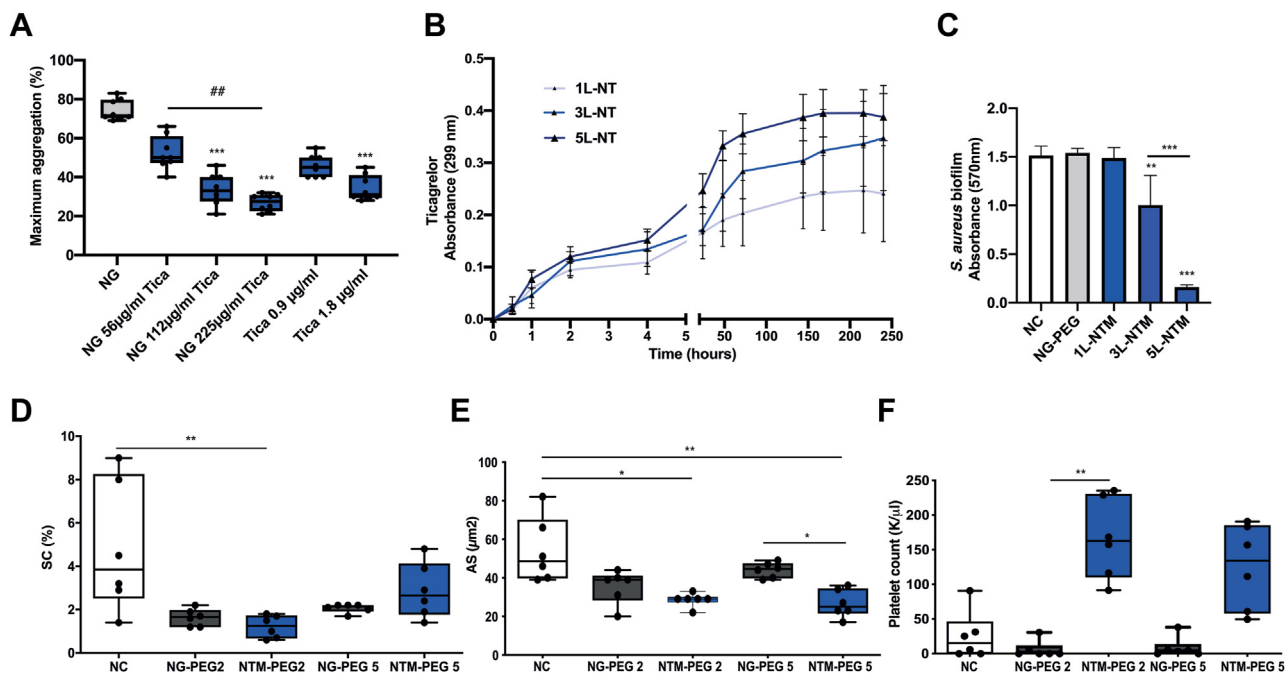 A
Maximum aggregation (%)
100
80
60
40
20
0
##
***
***
***
NG
NG 56µg/ml Tica
NG 112µg/ml Tica
NG 225µg/ml Tica
Tica 0.9 µg/ml
Tica 1.8 µg/ml
B
Ticagrelor
Absorbance (299 nm)
0.5
0.4
0.3
0.2
0.1
0.0
1L-NT
3L-NT
5L-NT
0 1 2 3 4 5 50 100 150 200 250
Time (hours)
C
S. aureus biofilm
Absorbance (570nm)
2.0
1.5
1.0
0.5
0.0
***
**
***
NC
NG-PEG
1L-NTM
3L-NTM
5L-NTM
D
SC (%)
10
8
6
4
2
0
**
NC NG-PEG2 NTM-PEG2 NG-PEG 5 NTM-PEG 5
E
AS (µm2)
100
80
60
40
20
0
**
*
*
NC NG-PEG 2 NTM-PEG 2 NG-PEG 5 NTM-PEG 5
F
Platelet count (K/µl)
250
200
150
100
50
0
**
NC NG-PEG 2 NTM-PEG 2 NG-PEG 5 NTM-PEG 5